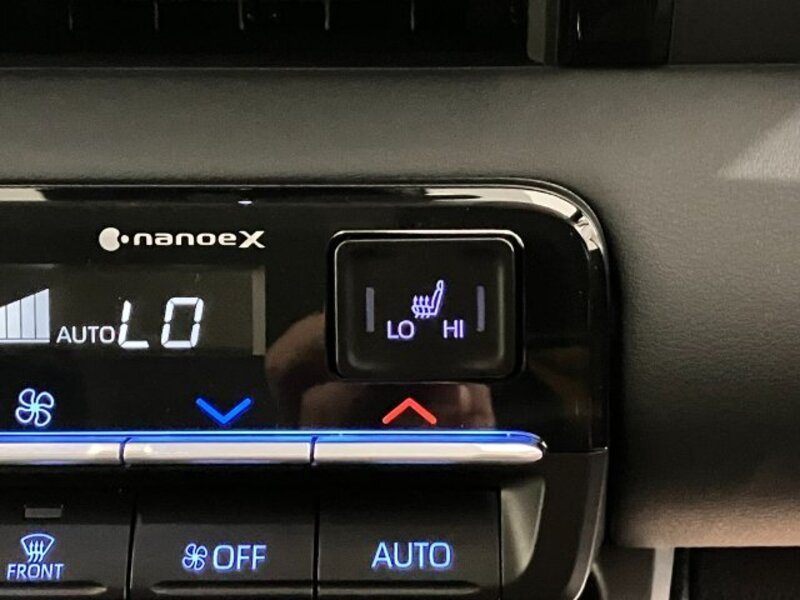 nanoeX
AUTO LO
LO HI
FRONT
OFF
AUTO